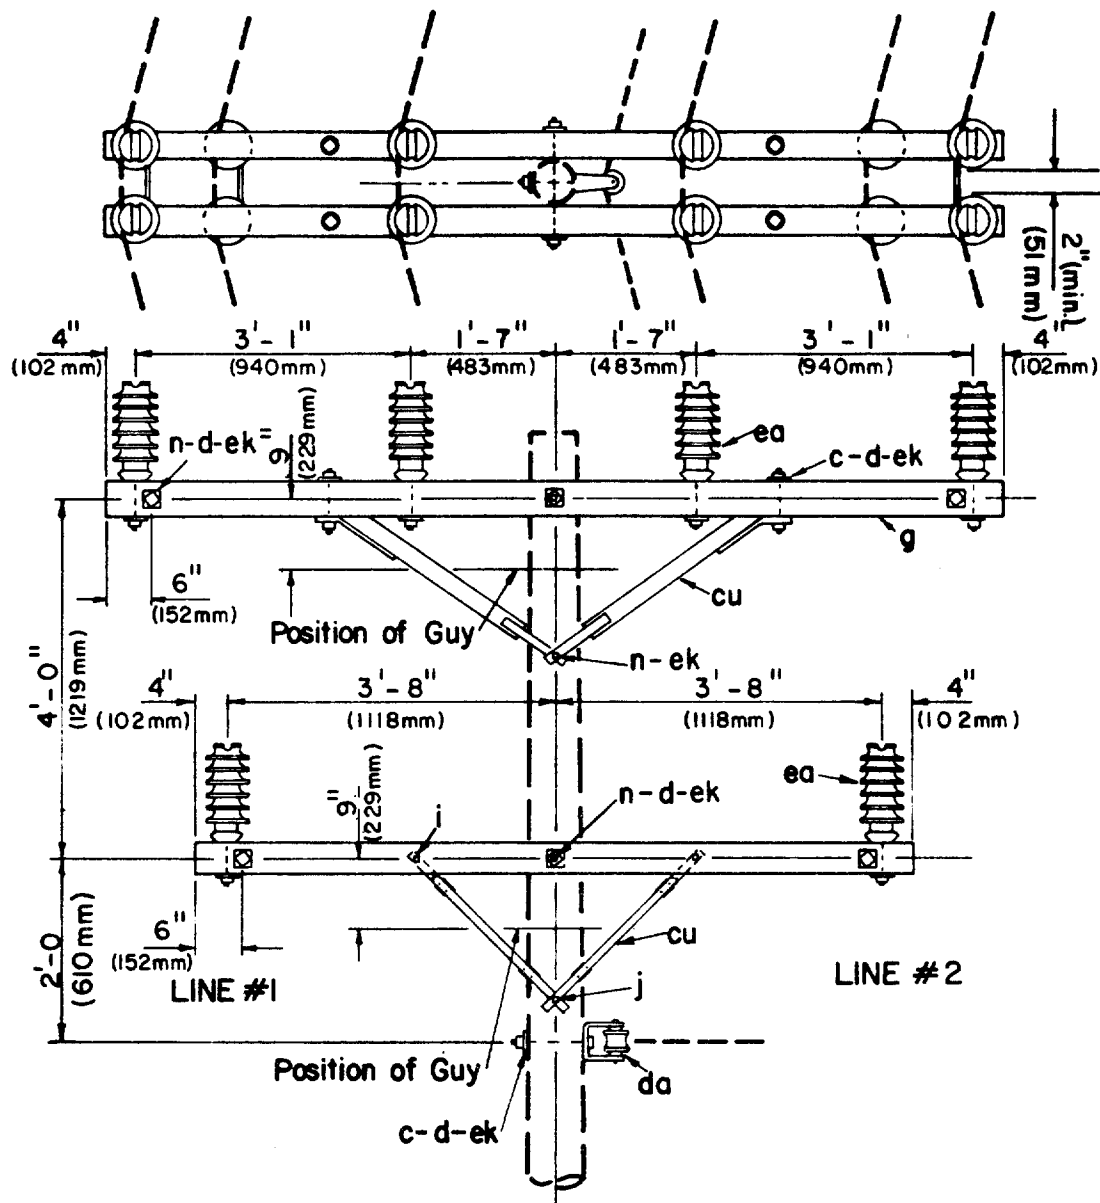 2"(min.)
(51mm)
4"
3'-1"
1'-7"
1'-7"
3'-1"
4"
(102mm)
(940mm)
(483mm)
(483mm)
(940mm)
(102mm)
n-d-ek
9"
(229mm)
ea
c-d-ek
g
6"
(152mm)
cu
Position of Guy
n-ek
4'-0"
(1219mm)
4"
3'-8"
3'-8"
4"
(102mm)
(1118mm)
(1118mm)
(102mm)
ea
n-d-ek
i
9"
(229mm)
6"
(152mm)
cu
2'-0
(610mm)
LINE #1
LINE #2
j
Position of Guy
da
c-d-ek